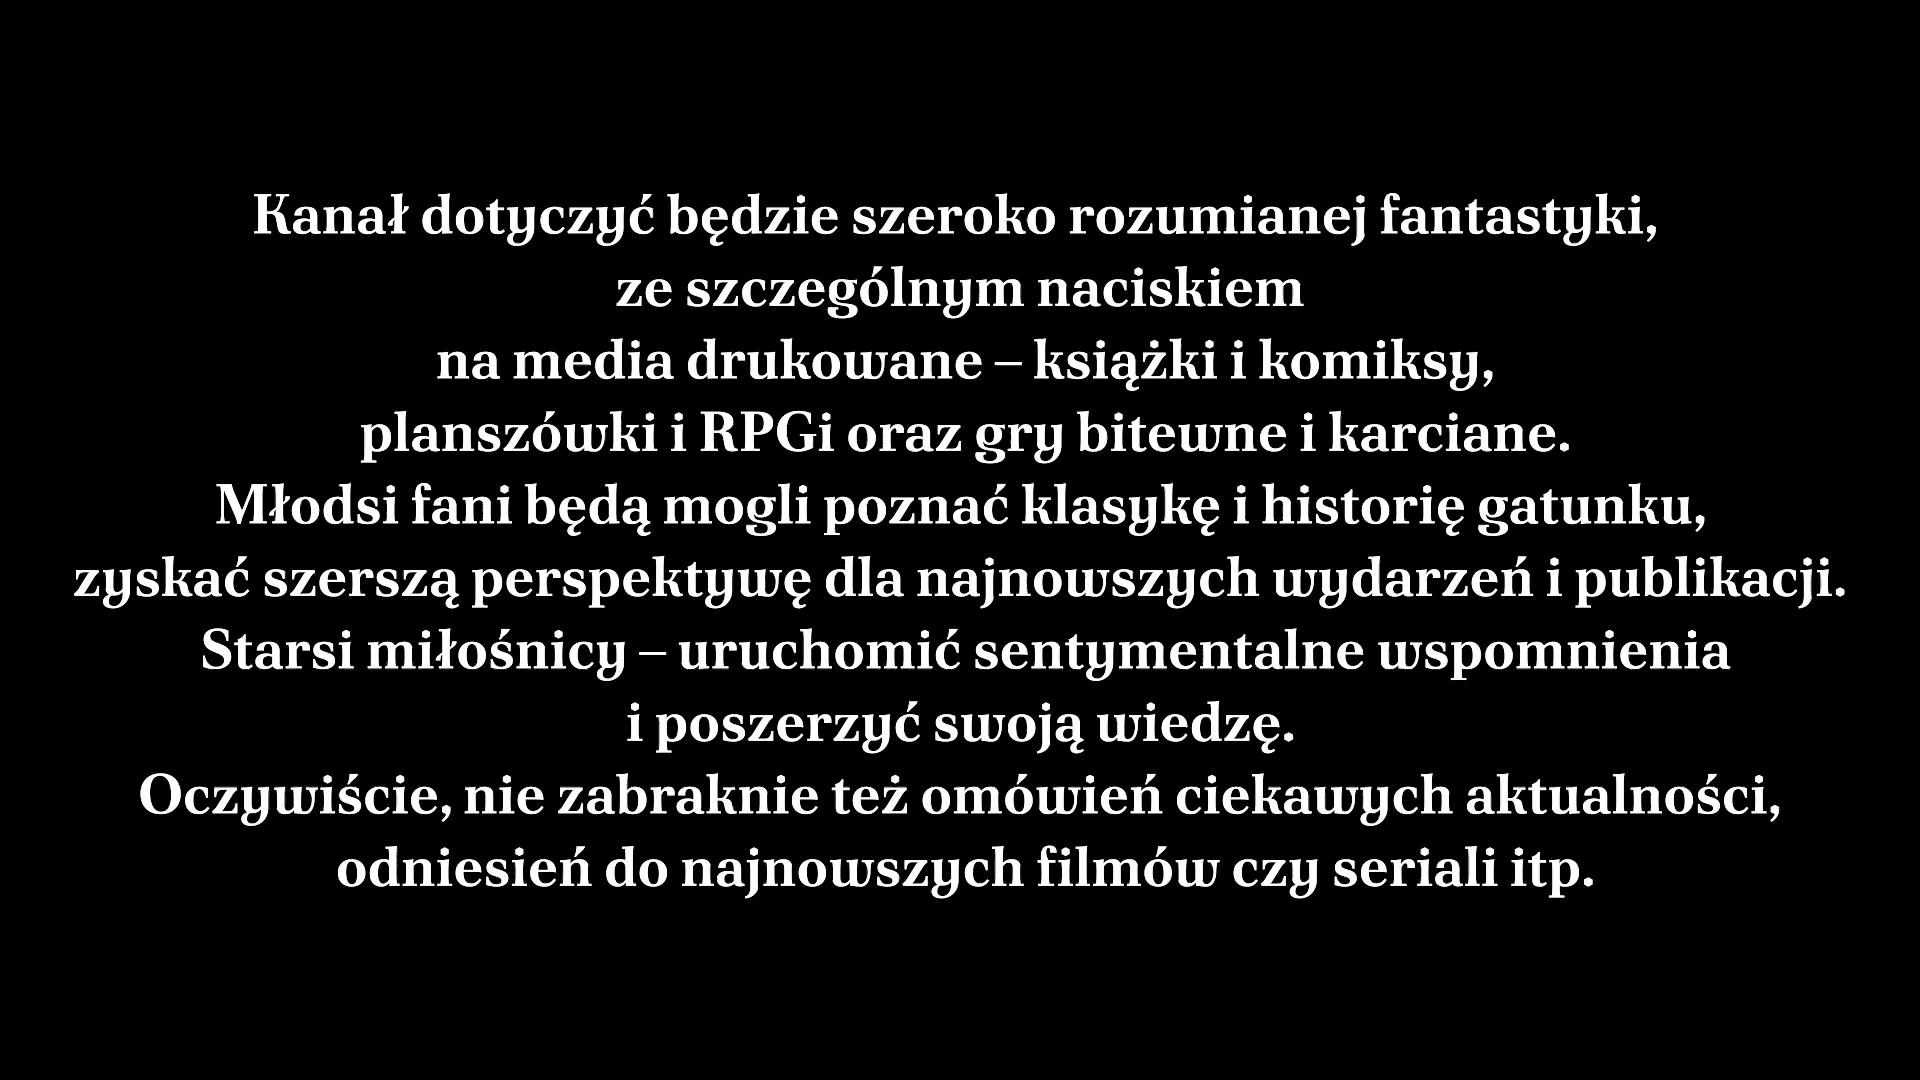 Kanał dotyczyć będzie szeroko rozumianej fantastyki,
ze szczególnym naciskiem
na media drukowane – książki i komiksy,
planszówki i RPGi oraz gry bitewne i karciane.
Młodsi fani będą mogli poznać klasykę i historię gatunku,
zyskać szerszą perspektywę dla najnowszych wydarzeń i publikacji.
Starsi miłośnicy – uruchomić sentymentalne wspomnienia
i poszerzyć swoją wiedzę.
Oczywiście, nie zabraknie też omówień ciekawych aktualności,
odniesień do najnowszych filmów czy seriali itp.